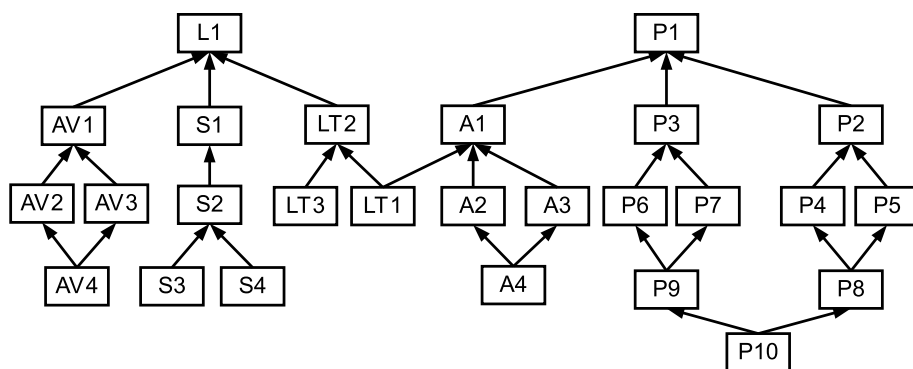 L1 P1
AV1 S1 LT2 A1 P3 P2
AV2 AV3 S2 LT3 LT1 A2 A3 P6 P7 P4 P5
AV4 S3 S4 A4 P9 P8
P10